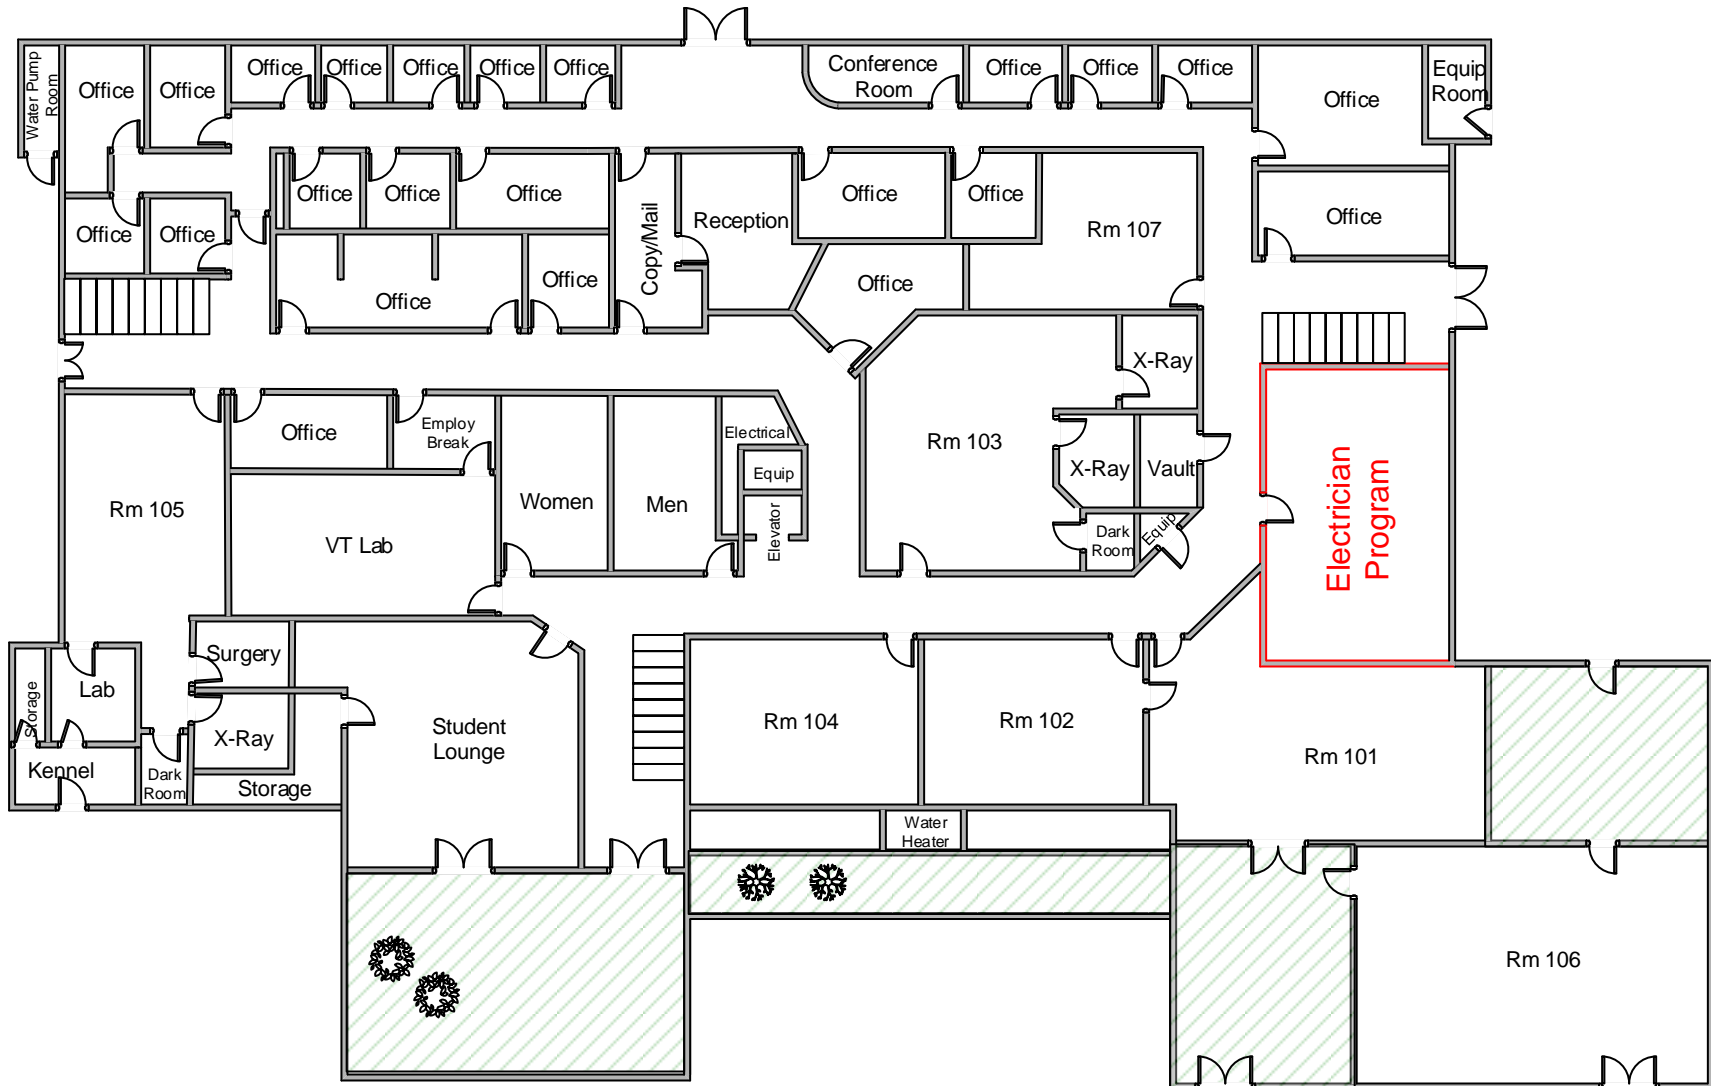 Water Pump
Room
Office
Office
Office
Office
Office
Office
Office
Conference
Room
Office
Office
Office
Office
Equip
Room
Office
Office
Office
Office
Office
Office
Copy/Mail
Reception
Office
Office
Rm 107
Office
Office
Office
Office
X-Ray
Office
Employ
Break
Electrical
Rm 103
X-Ray
Vault
Equip
Rm 105
Women
Men
VT Lab
Elevator
Dark
Room
Equip
Electrician
Program
Surgery
Storage
Lab
X-Ray
Student
Lounge
Rm 104
Rm 102
Rm 101
Kennel
Dark
Room
Storage
Water
Heater
Rm 106